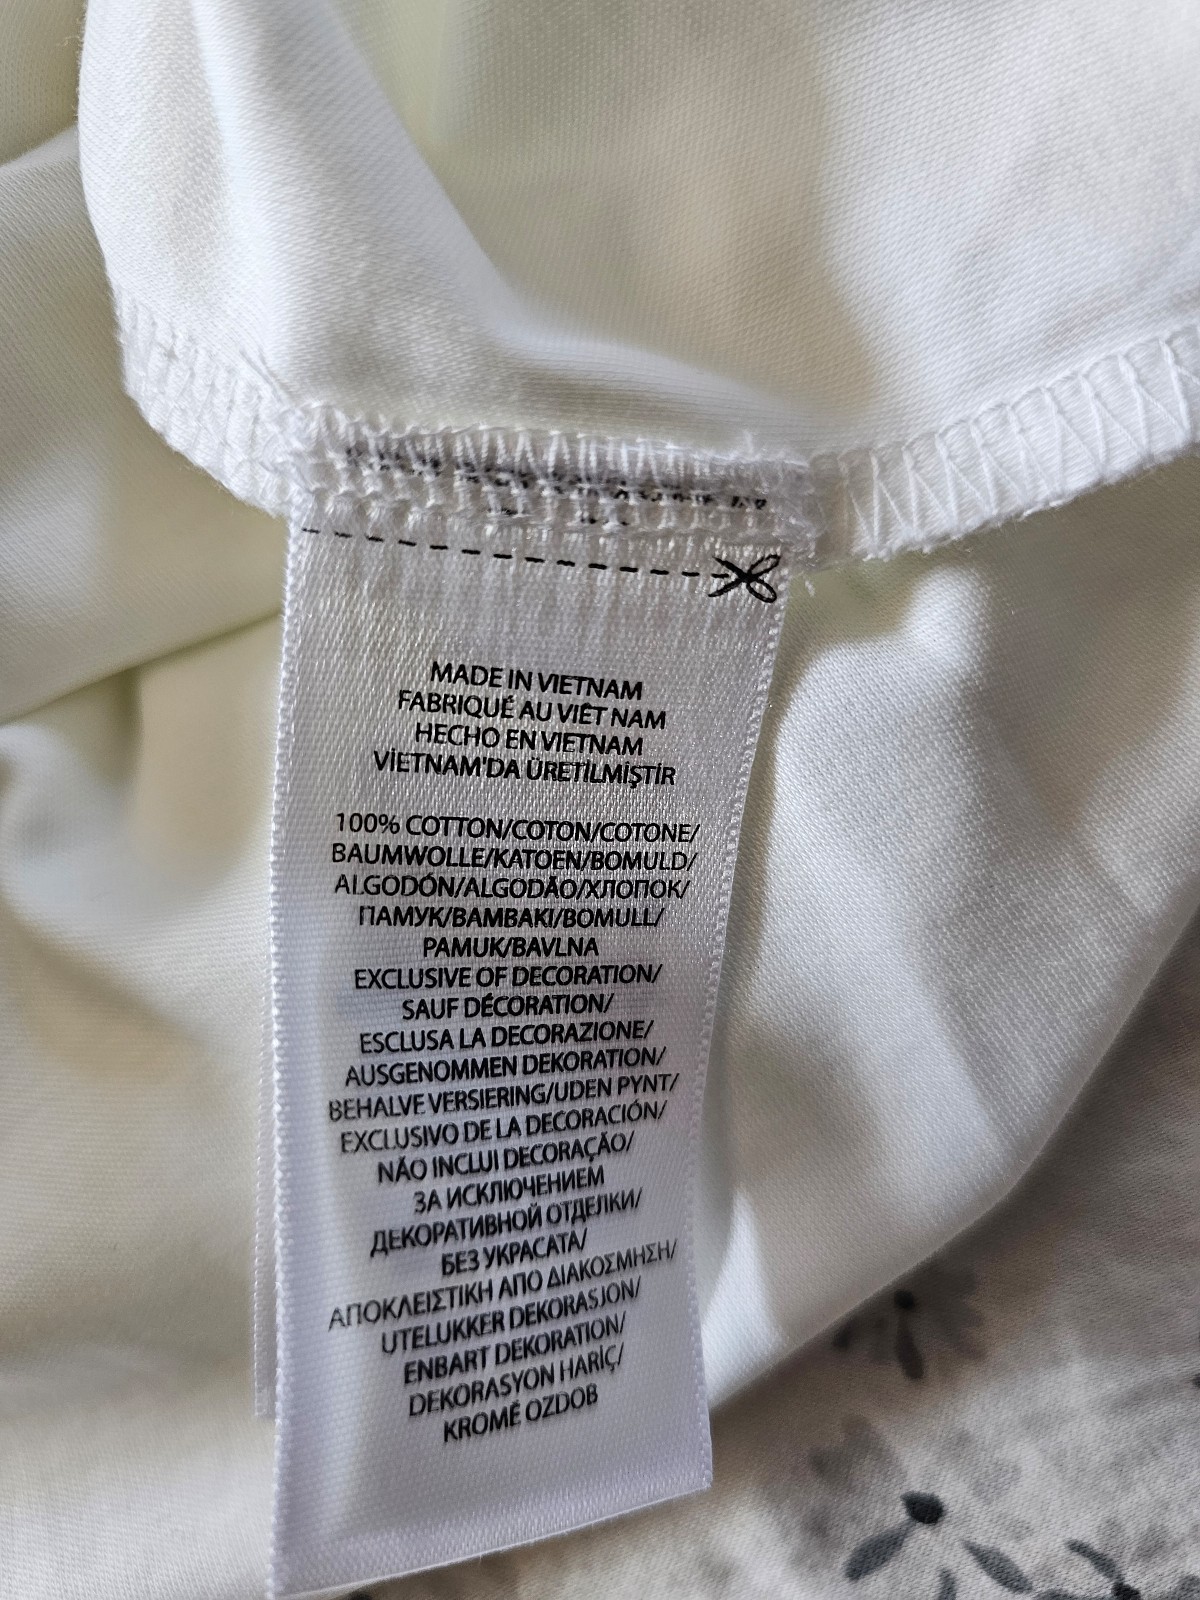 MADE IN VIETNAM
FABRIQUÉ AU VIÊT NAM
HECHO EN VIETNAM
VİETNAM'DA ÜRETİLMİŞTİR
100% COTTON/COTON/COTONE/
BAUMWOLLE/KATOEN/BOMULD/
ALGODÓN/ALGODÃO/ХЛОПОК/
ПАМУК/BAMBAKI/BOMULL/
PAMUK/BAVLNA
EXCLUSIVE OF DECORATION/
SAUF DÉCORATION/
ESCLUSA LA DECORAZIONE/
AUSGENOMMEN DEKORATION/
BEHALVE VERSIERING/UDEN PYNT/
EXCLUSIVO DE LA DECORACIÓN/
NÃO INCLUI DECORAÇÃO/
ЗА ИСКЛЮЧЕНИЕМ
ДЕКОРАТИВНОЙ ОТДЕЛКИ/
БЕЗ УКРАСАТА/
ΑΠΟΚΛΕΙΣΤΙΚΗ ΑΠΟ ΔΙΑΚΟΣΜΗΣΗ/
UTELUKKER DEKORASJON/
ENBART DEKORATION/
DEKORASYON HARİÇ/
KROMĚ OZDOB